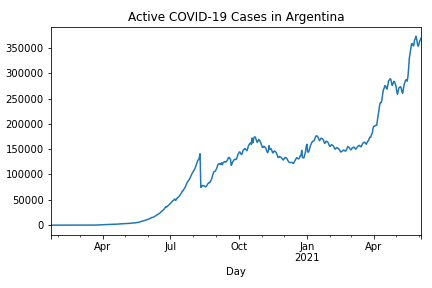 Active COVID-19 Cases in Argentina
350000
300000
250000
200000
150000
100000
50000
0
Apr
Jul
Oct
Jan
2021
Apr
Day